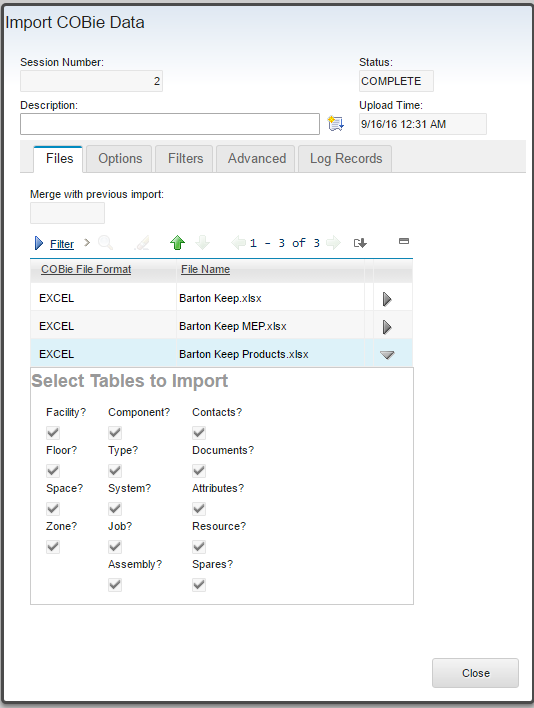 Import COBie Data
Session Number: Status:
2 COMPLETE
Description: Upload Time:
9/16/16 12:31 AM
Files Options Filters Advanced Log Records
Merge with previous import:
Filter 1 - 3 of 3
COBie File Format File Name
EXCEL Barton Keep.xlsx
EXCEL Barton Keep MEP.xlsx
EXCEL Barton Keep Products.xlsx
Select Tables to Import
Facility? Component? Contacts?
Floor? Type? Documents?
Space? System? Attributes?
Zone? Job? Resource?
Assembly? Spares?
Close